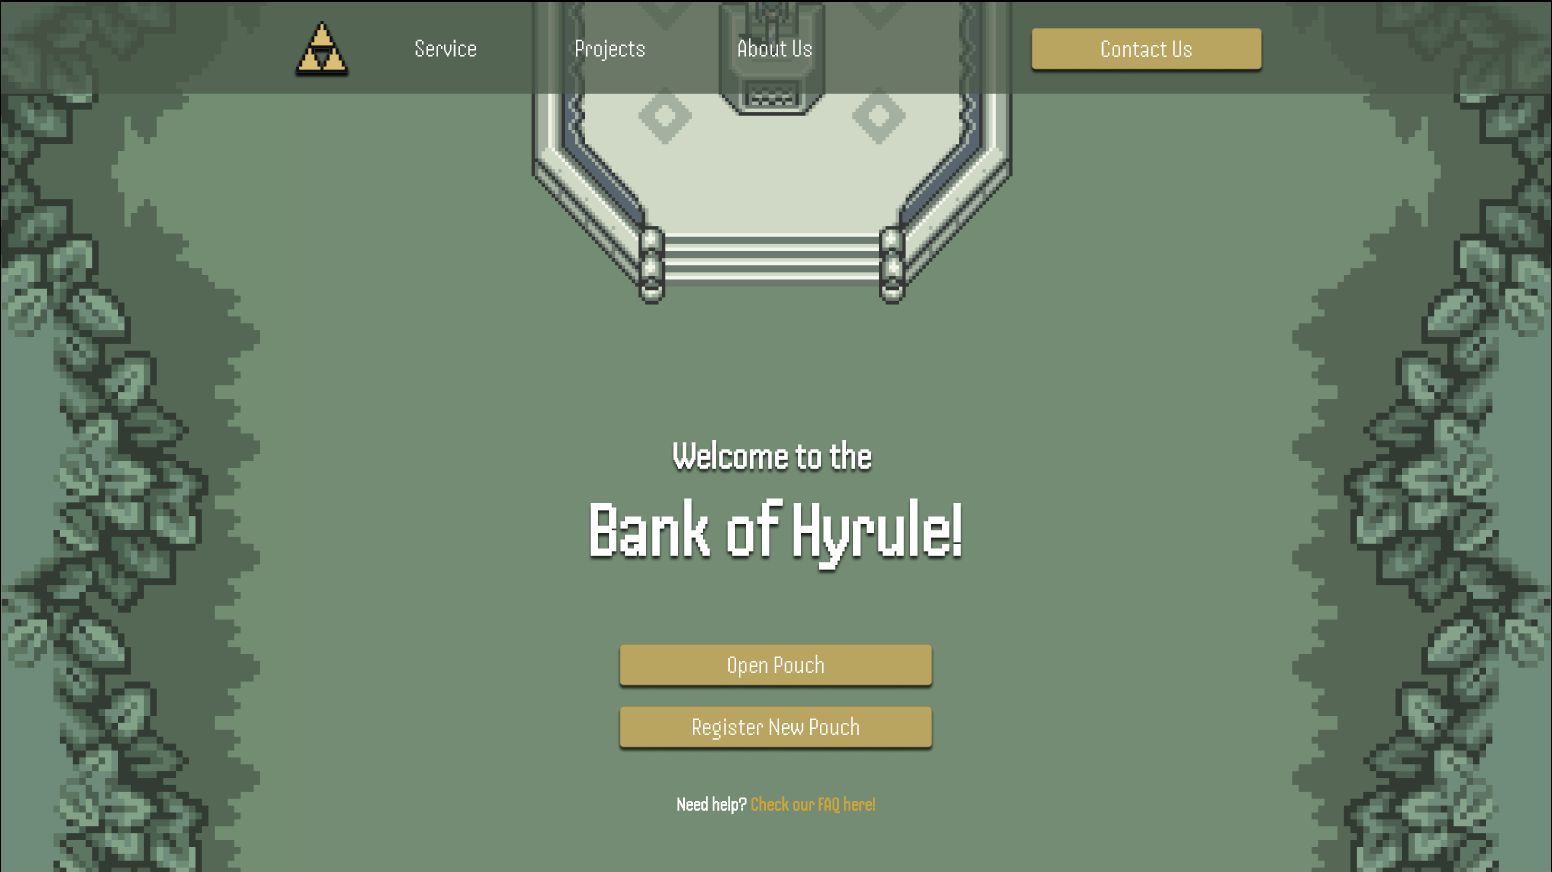 Service
Projects
About Us
Contact Us
Welcome to the
Bank of Hyrule!
Open Pouch
Register New Pouch
Need help? Check our FAQ here!